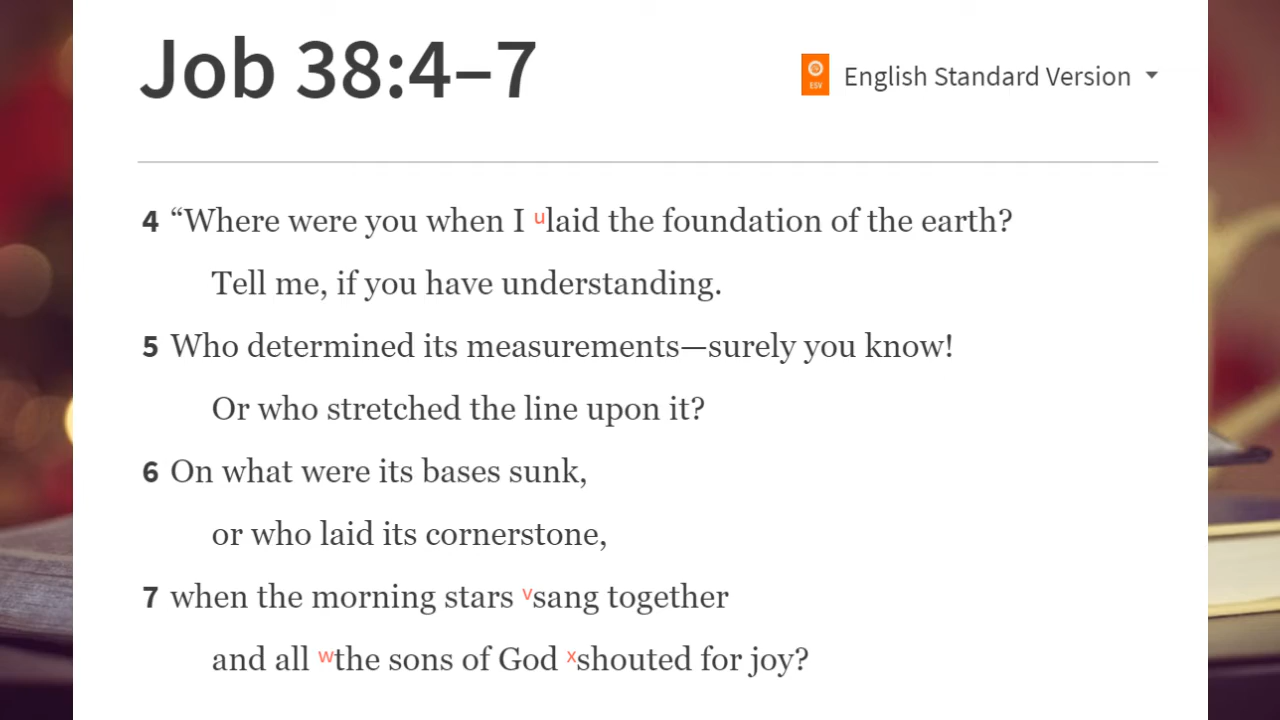 Job 38:4–7
ESV
English Standard Version
4 “Where were you when I ulaid the foundation of the earth?
Tell me, if you have understanding.
5 Who determined its measurements—surely you know!
Or who stretched the line upon it?
6 On what were its bases sunk,
or who laid its cornerstone,
7 when the morning stars vsang together
and all wthe sons of God xshouted for joy?